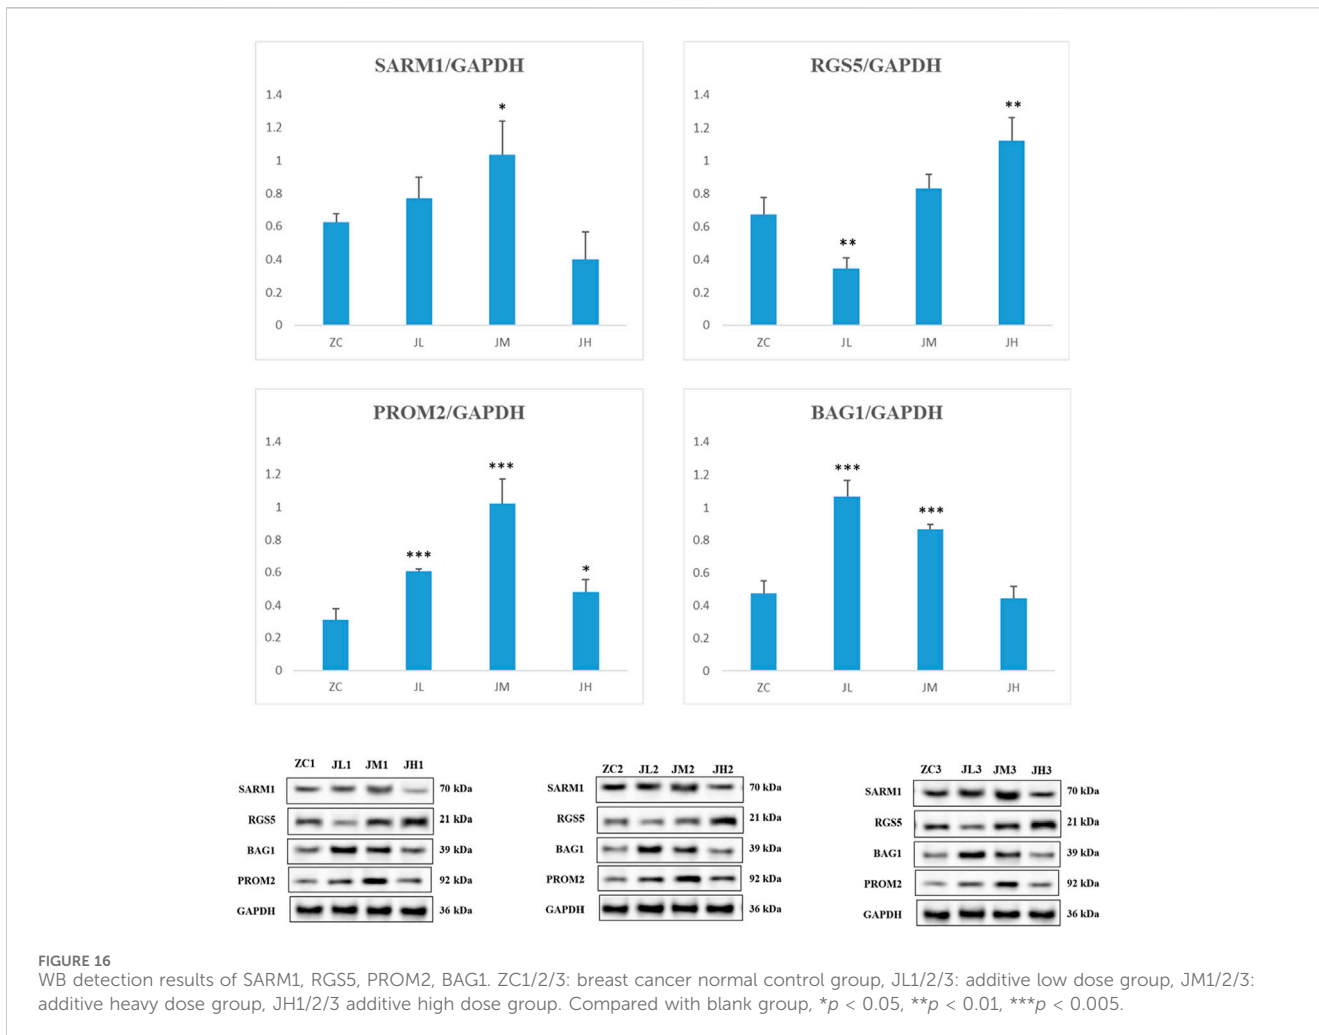 SARM1/GAPDH
1.4
1.2
1
0.8
0.6
0.4
0.2
0
*
ZC JL JM JH
RGS5/GAPDH
1.4
1.2
1
0.8
0.6
0.4
0.2
0
**
**
ZC JL JM JH
PROM2/GAPDH
1.4
1.2
1
0.8
0.6
0.4
0.2
0
***
***
*
ZC JL JM JH
BAG1/GAPDH
1.4
1.2
1
0.8
0.6
0.4
0.2
0
***
***
ZC JL JM JH
ZC1 JL1 JM1 JH1
SARM1 70 kDa
RGS5 21 kDa
BAG1 39 kDa
PROM2 92 kDa
GAPDH 36 kDa
ZC2 JL2 JM2 JH2
SARM1 70 kDa
RGS5 21 kDa
BAG1 39 kDa
PROM2 92 kDa
GAPDH 36 kDa
ZC3 JL3 JM3 JH3
SARM1 70 kDa
RGS5 21 kDa
BAG1 39 kDa
PROM2 92 kDa
GAPDH 36 kDa
FIGURE 16
WB detection results of SARM1, RGS5, PROM2, BAG1. ZC1/2/3: breast cancer normal control group, JL1/2/3: additive low dose group, JM1/2/3:
additive heavy dose group, JH1/2/3 additive high dose group. Compared with blank group, *p < 0.05, **p < 0.01, ***p < 0.005.